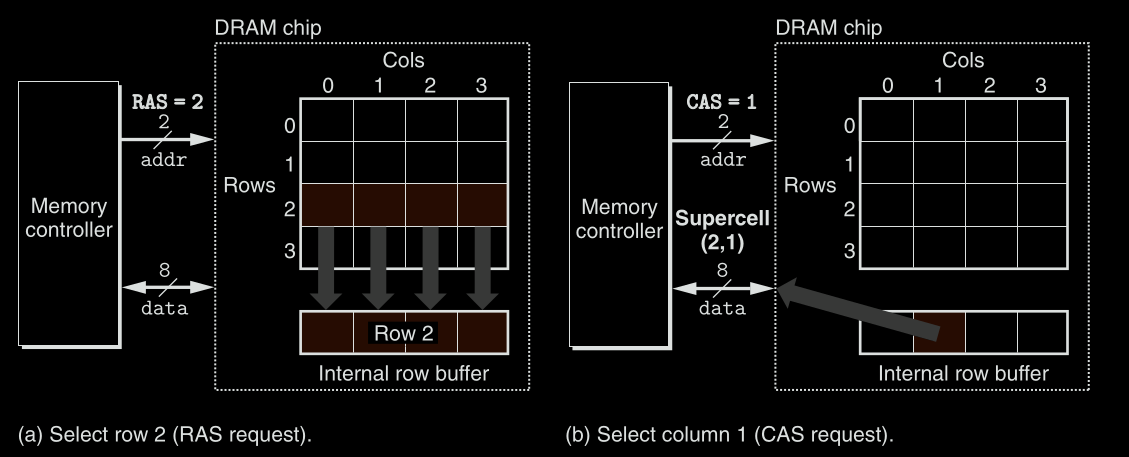 DRAM chip
Cols
0 1 2 3
RAS = 2
2
addr
0
1
Rows
2
3
Memory
controller
8
data
Row 2
Internal row buffer
(a) Select row 2 (RAS request).
DRAM chip
Cols
0 1 2 3
CAS = 1
2
addr
0
1
Rows
2
3
Memory
controller
Supercell
(2,1)
8
data
Internal row buffer
(b) Select column 1 (CAS request).